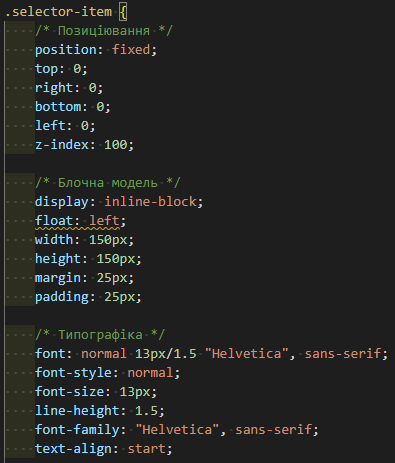 .selector-item {
/* Позиціювання */
position: fixed;
top: 0;
right: 0;
bottom: 0;
left: 0;
z-index: 100;
/* Блочна модель */
display: inline-block;
float: left;
width: 150px;
height: 150px;
margin: 25px;
padding: 25px;
/* Типографіка */
font: normal 13px/1.5 "Helvetica", sans-serif;
font-style: normal;
font-size: 13px;
line-height: 1.5;
font-family: "Helvetica", sans-serif;
text-align: start;